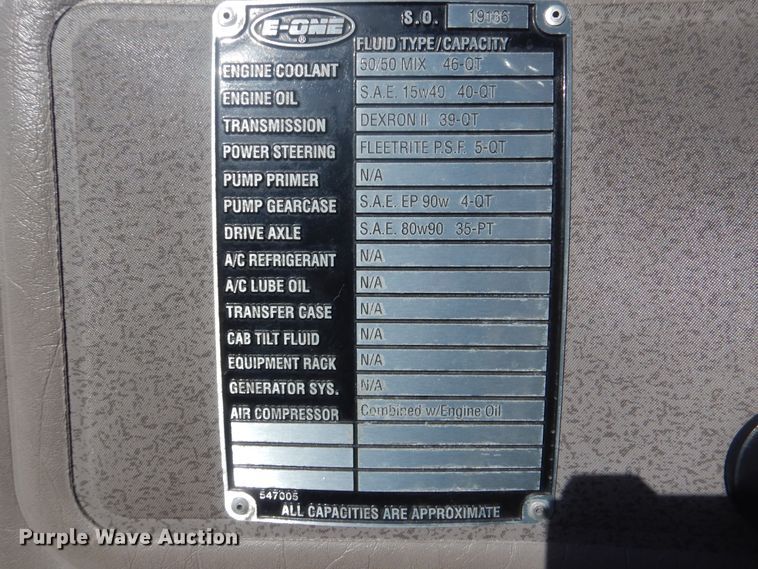 E-ONE ® S.O. 19136
FLUID TYPE/CAPACITY
ENGINE COOLANT 50/50 MIX 46-QT
ENGINE OIL S.A.E. 15w40 40-QT
TRANSMISSION DEXRON II 39-QT
POWER STEERING FLEETRITE P.S.F. 5-QT
PUMP PRIMER N/A
PUMP GEARCASE S.A.E. EP 90w 4-QT
DRIVE AXLE S.A.E. 80w90 35-PT
A/C REFRIGERANT N/A
A/C LUBE OIL N/A
TRANSFER CASE N/A
CAB TILT FLUID N/A
EQUIPMENT RACK N/A
GENERATOR SYS. N/A
AIR COMPRESSOR Combined w/Engine Oil
547005
ALL CAPACITIES ARE APPROXIMATE
Purple Wave Auction